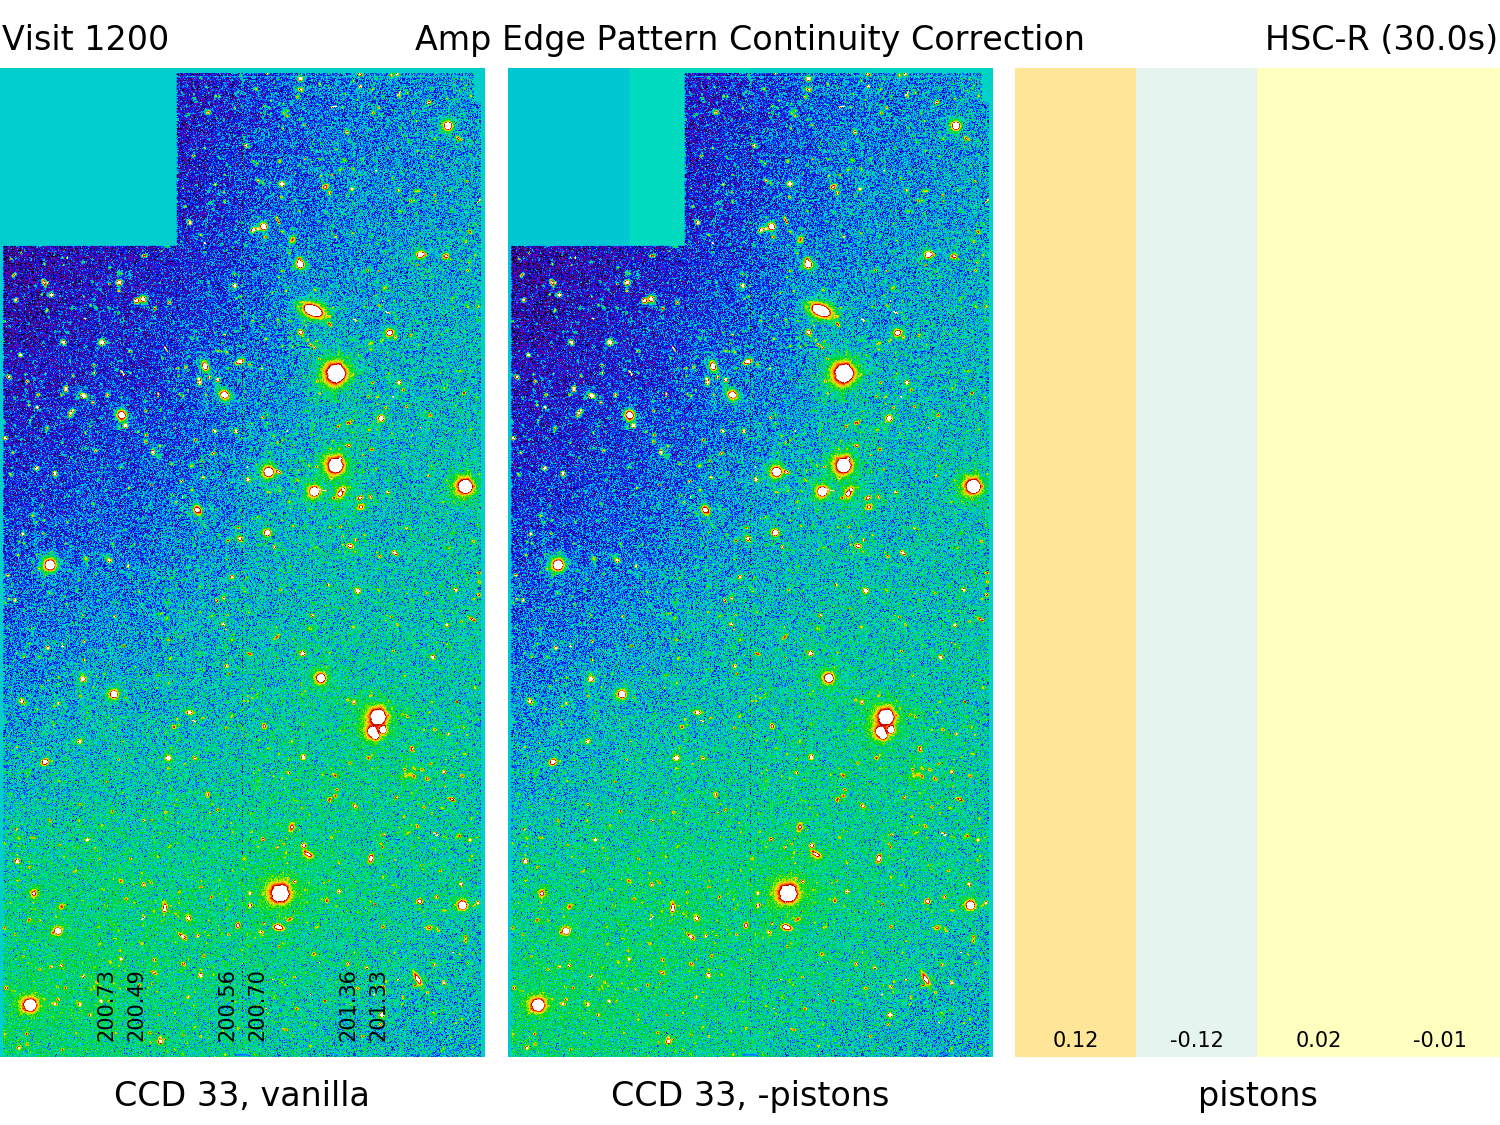 Visit 1200
Amp Edge Pattern Continuity Correction
HSC-R (30.0s)
200.73
200.49
200.56
200.70
201.36
201.33
0.12
-0.12
0.02
-0.01
CCD 33, vanilla
CCD 33, -pistons
pistons